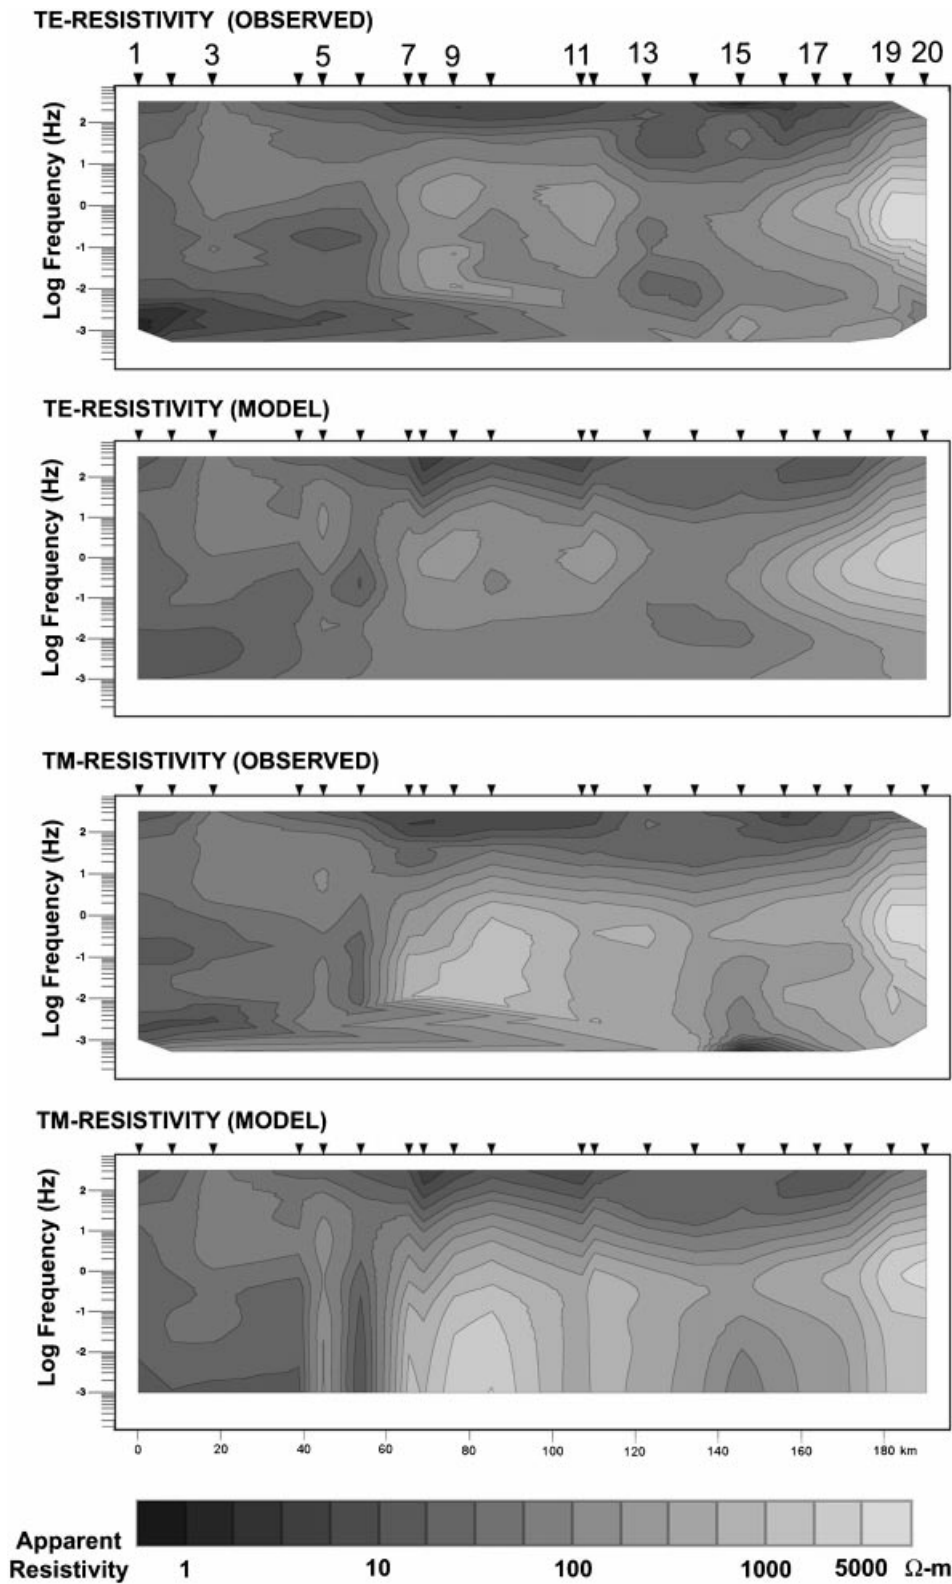 TE-RESISTIVITY (OBSERVED)
1 3 5 7 9 11 13 15 17 19 20
Log Frequency (Hz)
2
1
0
-1
-2
-3
TE-RESISTIVITY (MODEL)
Log Frequency (Hz)
2
1
0
-1
-2
-3
TM-RESISTIVITY (OBSERVED)
Log Frequency (Hz)
2
1
0
-1
-2
-3
TM-RESISTIVITY (MODEL)
Log Frequency (Hz)
2
1
0
-1
-2
-3
0 20 40 60 80 100 120 140 160 180 km
Apparent
Resistivity 1 10 100 1000 5000 Ω-m